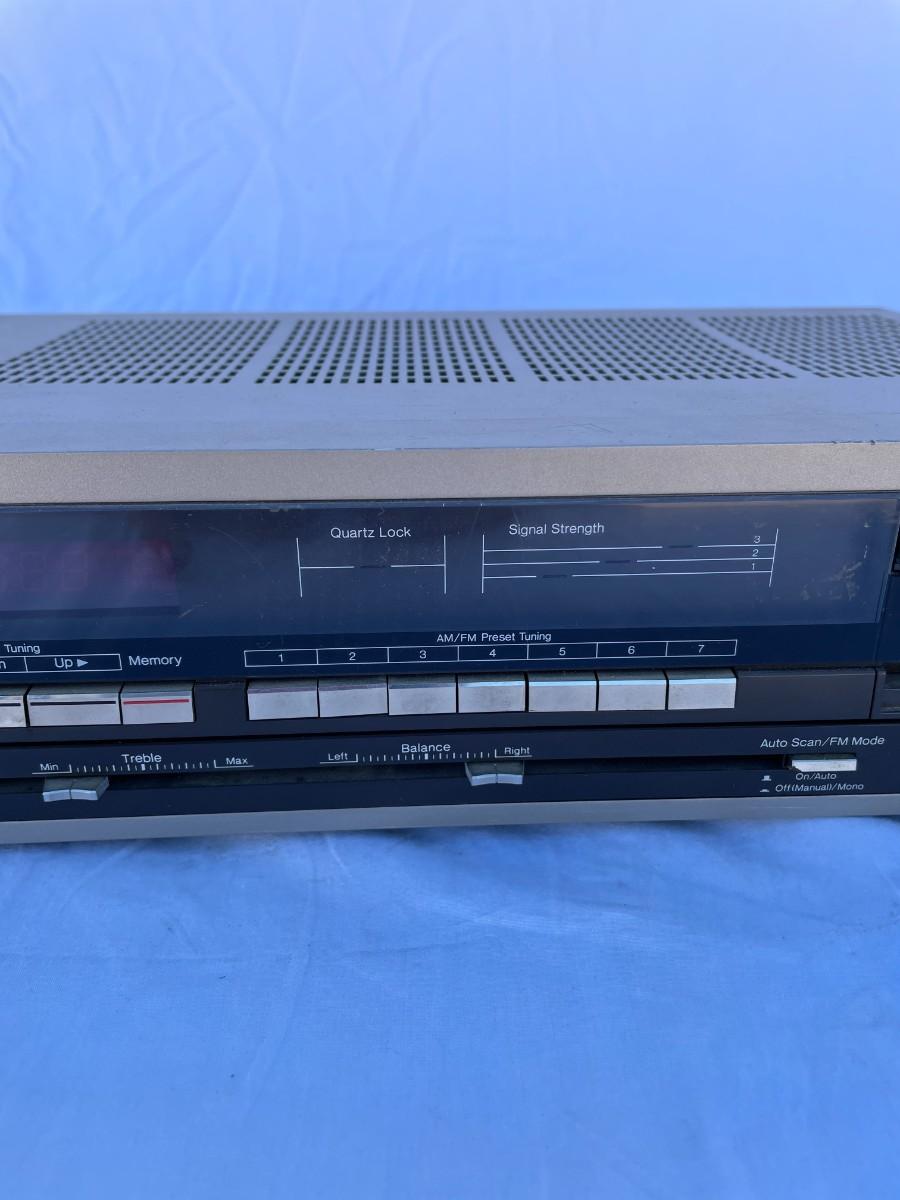 Quartz Lock
Signal Strength
3
2
1
Tuning
n Up ▶ Memory
AM/FM Preset Tuning
1 2 3 4 5 6 7
Treble
Min Max
Balance
Left Right
Auto Scan/FM Mode
On/Auto
Off(Manual)/Mono